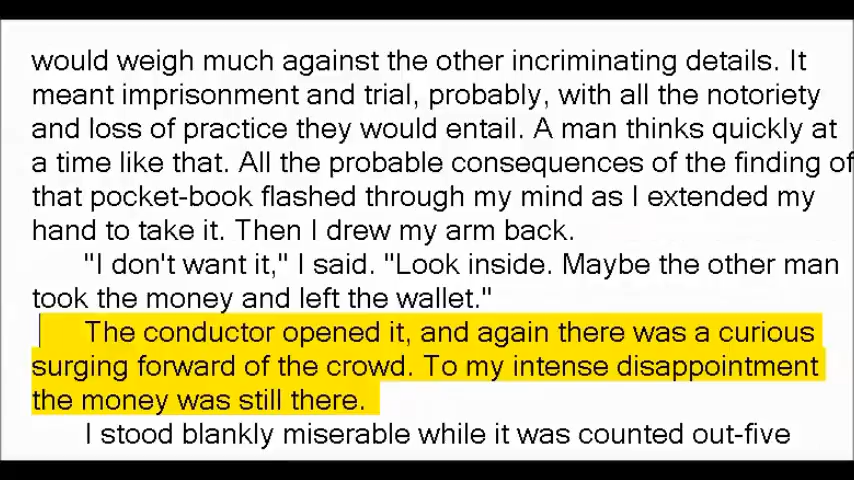 would weigh much against the other incriminating details. It
meant imprisonment and trial, probably, with all the notoriety
and loss of practice they would entail. A man thinks quickly at
a time like that. All the probable consequences of the finding of
that pocket-book flashed through my mind as I extended my
hand to take it. Then I drew my arm back.
"I don't want it," I said. "Look inside. Maybe the other man
took the money and left the wallet."
The conductor opened it, and again there was a curious
surging forward of the crowd. To my intense disappointment
the money was still there.
I stood blankly miserable while it was counted out-five